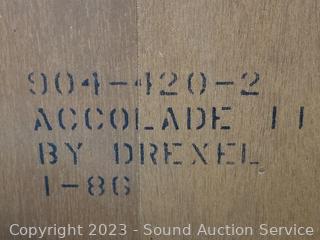 904-420-2
ACCOLADE II
BY DREXEL
1-86
Copyright 2023 - Sound Auction Service